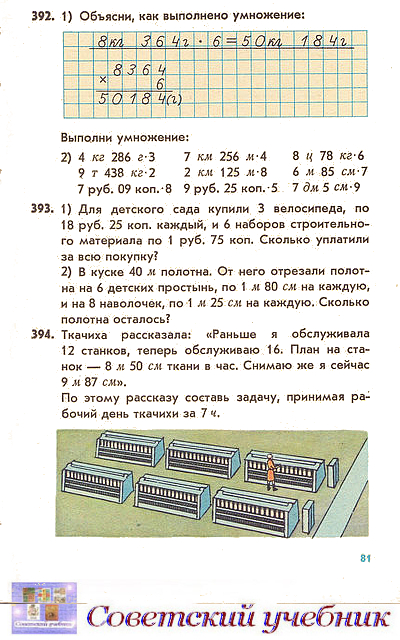 392. 1) Объясни, как выполнено умножение:
8кг 364г · 6 = 50кг 184г
8364
× 6
50184(г)
Выполни умножение:
2) 4 кг 286 г·3 7 км 256 м·4 8 ц 78 кг·6
9 т 438 кг·2 2 км 125 м·8 6 м 85 см·7
7 руб. 09 коп.·8 9 руб. 25 коп.·5 7 дм 5 см·9
393. 1) Для детского сада купили 3 велосипеда, по
18 руб. 25 коп. каждый, и 6 наборов строительно-
го материала по 1 руб. 75 коп. Сколько уплатили
за всю покупку?
2) В куске 40 м полотна. От него отрезали полот-
на на 6 детских простынь, по 1 м 80 см на каждую,
и на 8 наволочек, по 1 м 25 см на каждую. Сколько
полотна осталось?
394. Ткачиха рассказала: «Раньше я обслуживала
12 станков, теперь обслуживаю 16. План на ста-
нок — 8 м 50 см ткани в час. Снимаю же я сейчас
9 м 87 см».
По этому рассказу составь задачу, принимая ра-
бочий день ткачихи за 7 ч.
81
Советский учебник